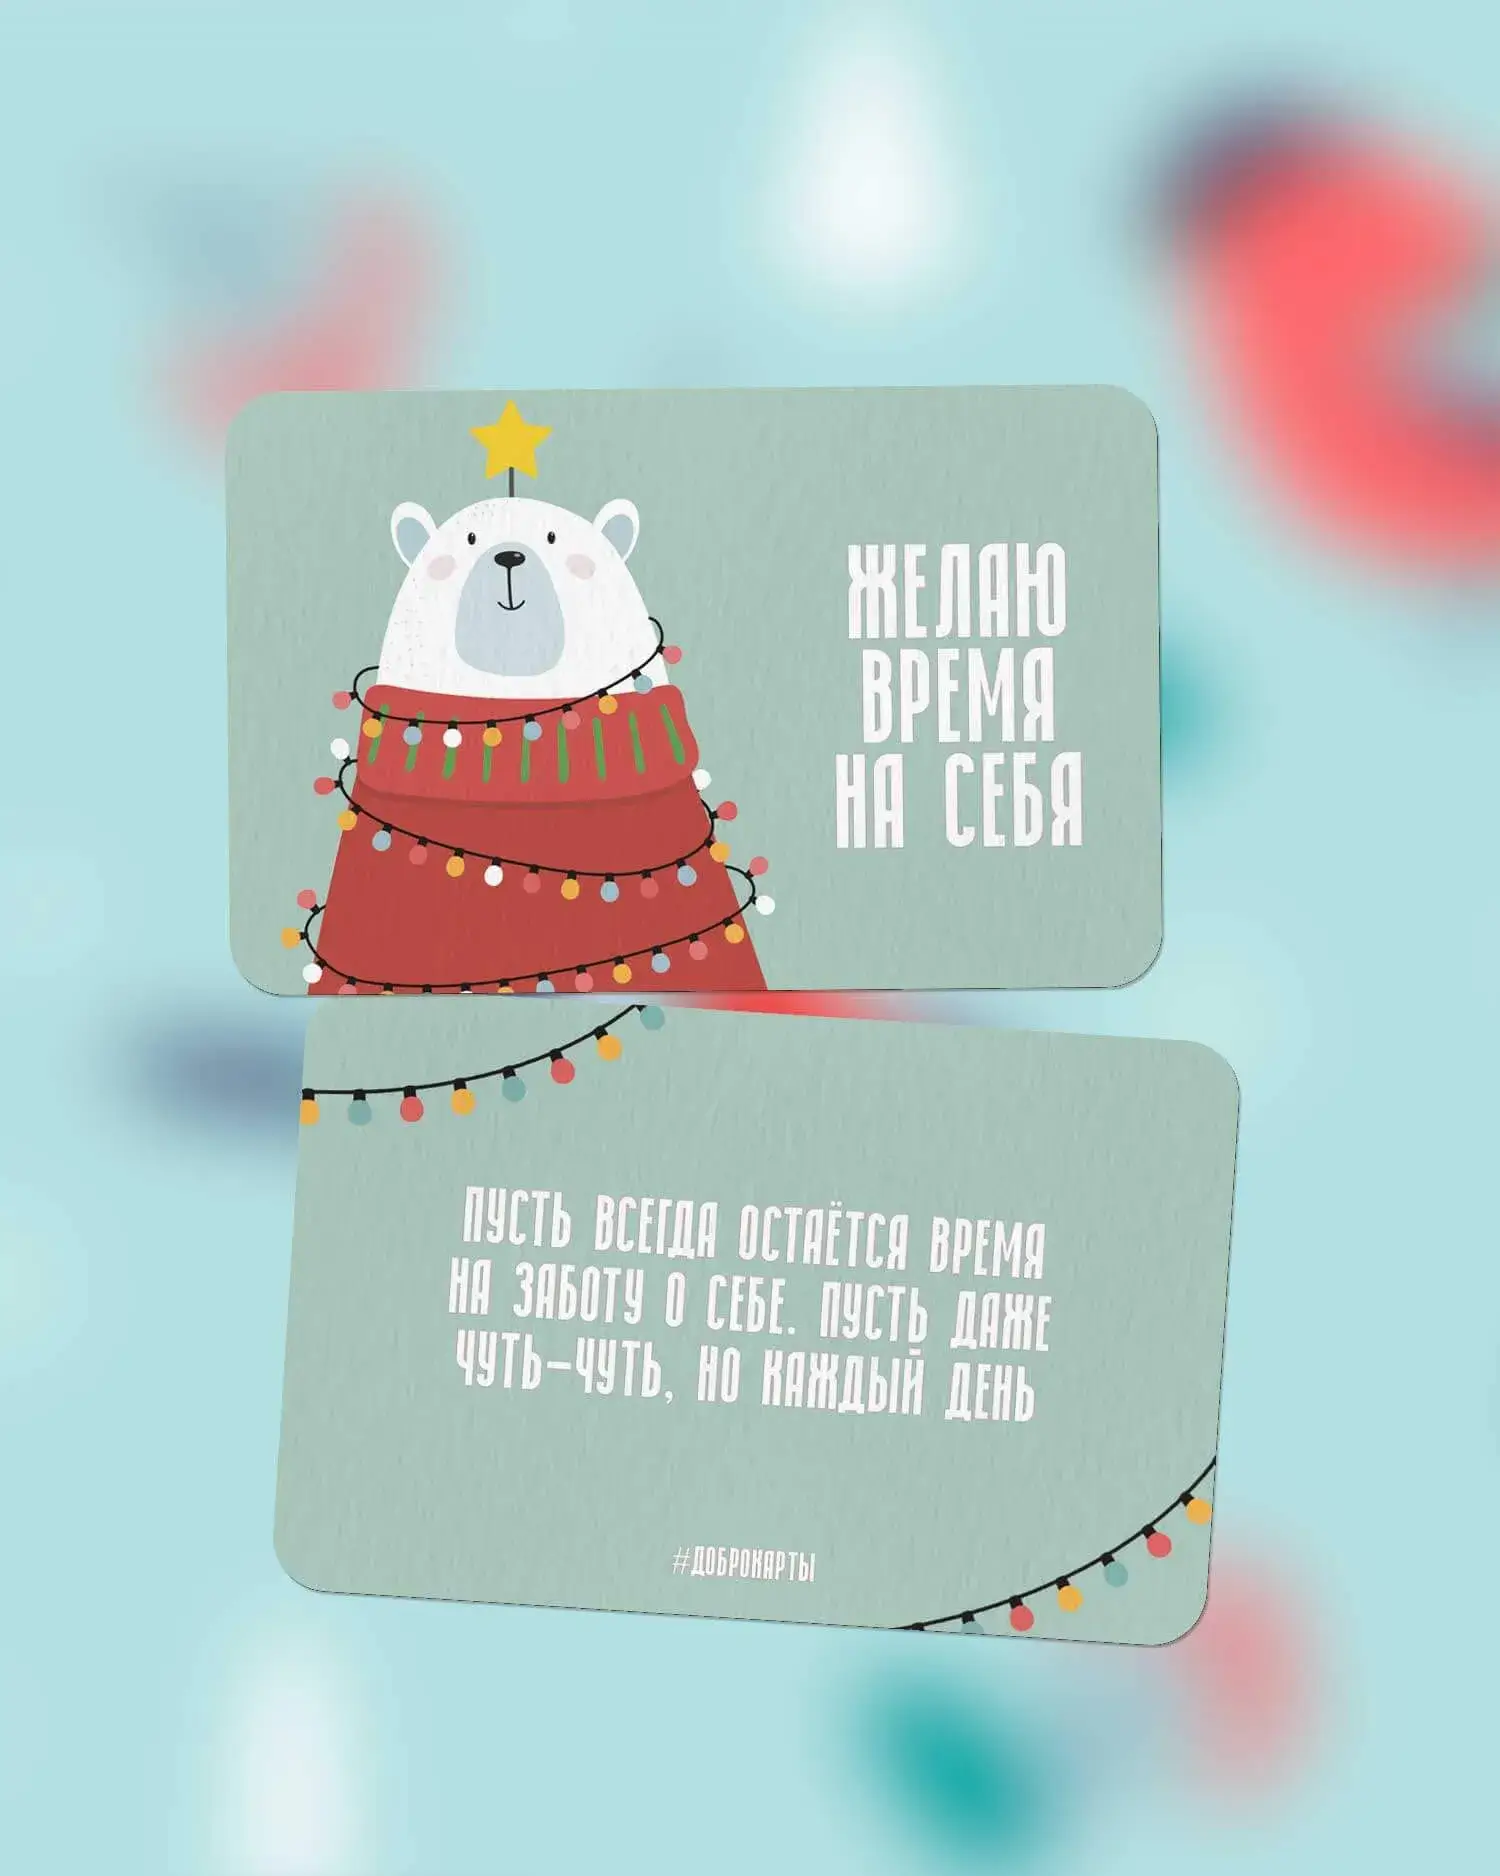 ЖЕЛАЮ
ВРЕМЯ
НА СЕБЯ
ПУСТЬ ВСЕГДА ОСТАЁТСЯ ВРЕМЯ
НА ЗАБОТУ О СЕБЕ. ПУСТЬ ДАЖЕ
ЧУТЬ-ЧУТЬ, НО КАЖДЫЙ ДЕНЬ
#ДОБРОКАРТЫ